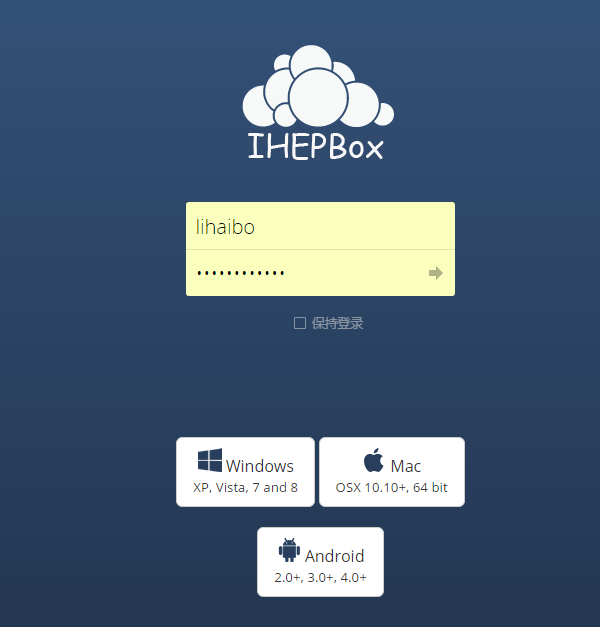 IHEPBox
lihaibo
••••••••••••
保持登录
Windows
XP, Vista, 7 and 8
Mac
OSX 10.10+, 64 bit
Android
2.0+, 3.0+, 4.0+